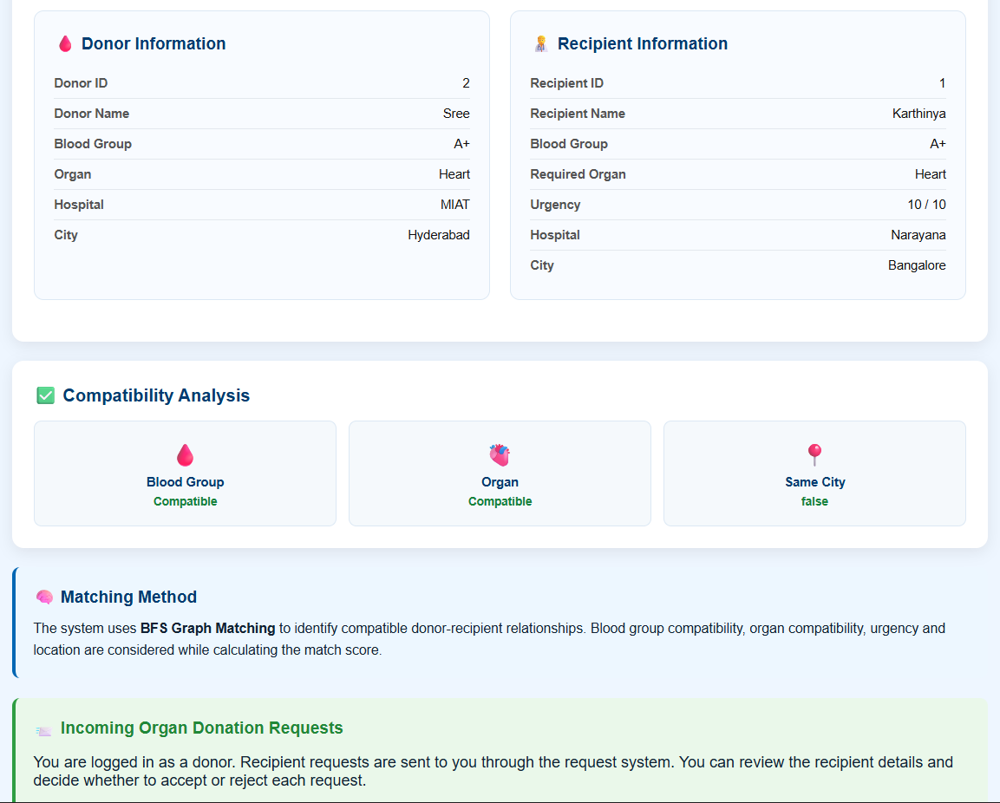 Donor Information
Donor ID 2
Donor Name Sree
Blood Group A+
Organ Heart
Hospital MIAT
City Hyderabad
Recipient Information
Recipient ID 1
Recipient Name Karthinya
Blood Group A+
Required Organ Heart
Urgency 10 / 10
Hospital Narayana
City Bangalore
Compatibility Analysis
Blood Group
Compatible
Organ
Compatible
Same City
false
Matching Method
The system uses BFS Graph Matching to identify compatible donor-recipient relationships. Blood group compatibility, organ compatibility, urgency and
location are considered while calculating the match score.
Incoming Organ Donation Requests
You are logged in as a donor. Recipient requests are sent to you through the request system. You can review the recipient details and
decide whether to accept or reject each request.